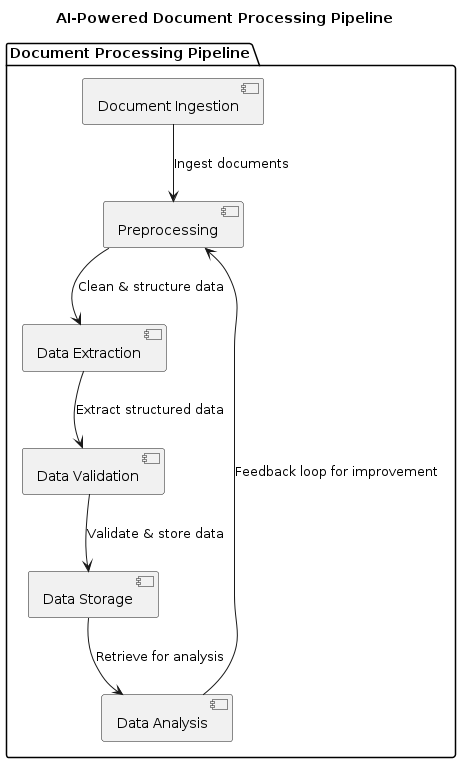 AI-Powered Document Processing Pipeline
Document Processing Pipeline
Document Ingestion
Ingest documents
Preprocessing
Clean & structure data
Data Extraction
Extract structured data
Data Validation
Feedback loop for improvement
Validate & store data
Data Storage
Retrieve for analysis
Data Analysis